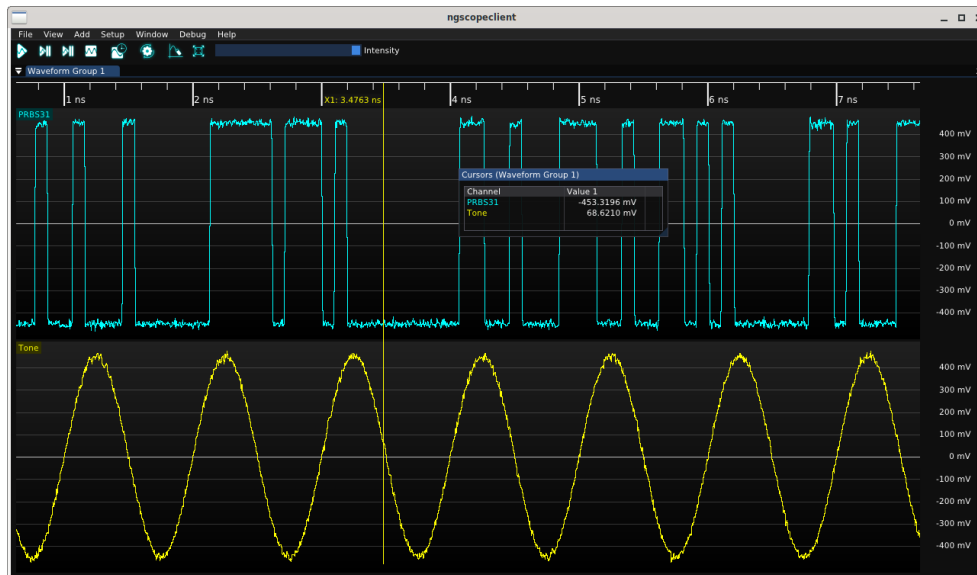 ngscopeclient
File View Add Setup Window Debug Help
Intensity
Waveform Group 1
1 ns 2 ns X1: 3.4763 ns 4 ns 5 ns 6 ns 7 ns
PRBS31
400 mV
300 mV
200 mV
100 mV
0 mV
-100 mV
-200 mV
-300 mV
-400 mV
Cursors (Waveform Group 1)
Channel Value 1
PRBS31 -453.3196 mV
Tone 68.6210 mV
Tone
400 mV
300 mV
200 mV
100 mV
0 mV
-100 mV
-200 mV
-300 mV
-400 mV